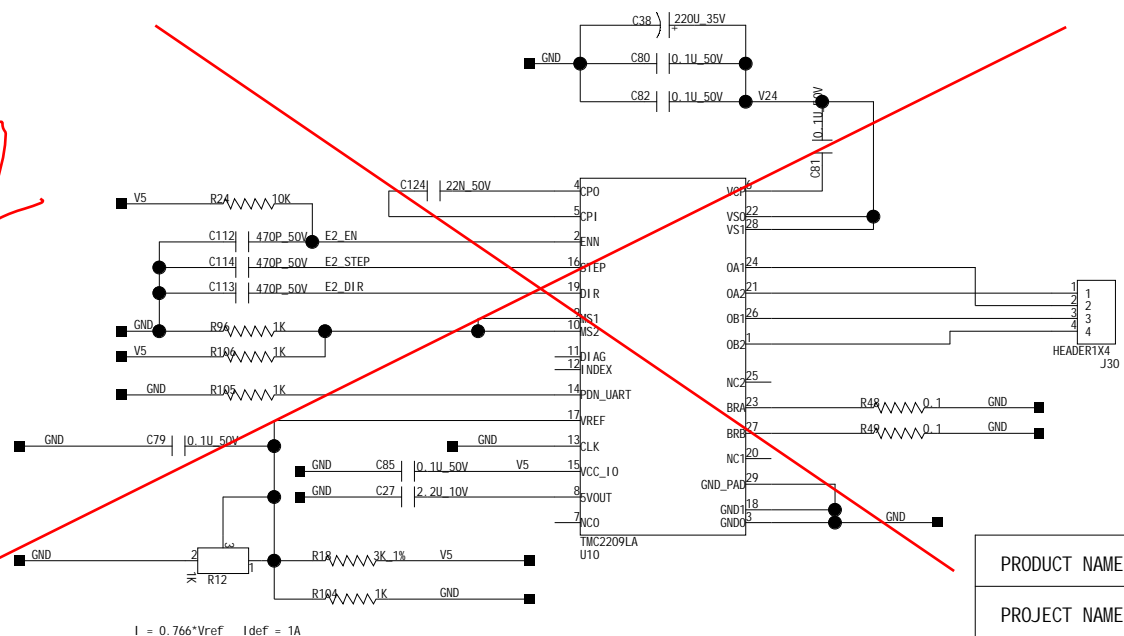 C38 220U_35V
+
GND C80 0.1U_50V
C82 0.1U_50V V24
0.1U_50V
C81
C124 22N_50V 4 CPO VCP 6
V5 R24 10K 5 CPI VS0 22
VS1 28
C112 470P_50V E2_EN 2 ENN
C114 470P_50V E2_STEP 16 STEP OA1 24
C113 470P_50V E2_DIR 19 DIR OA2 21 1 1
2 2
9 MS1 OB1 26 3 3
GND R96 1K 10 MS2 4 4
OB2 1
V5 R106 1K 11 DIAG HEADER1X4
12 INDEX J30
NC2 25
GND R105 1K 14 PDN_UART
BRA 23 R48 0.1 GND
17 VREF
BRB 27 R49 0.1 GND
GND C79 0.1U_50V GND 13 CLK
NC1 20
GND C85 0.1U_50V V5 15 VCC_IO
GND_PAD 29
GND C27 2.2U_10V 8 5VOUT
GND1 18
7 NCO GND0 3 GND
TMC2209LA
U10
GND 2 3 1 R18 3K_1% V5
1K R12
R104 1K GND
I = 0.766*Vref Idef = 1A
PRODUCT NAME
PROJECT NAME